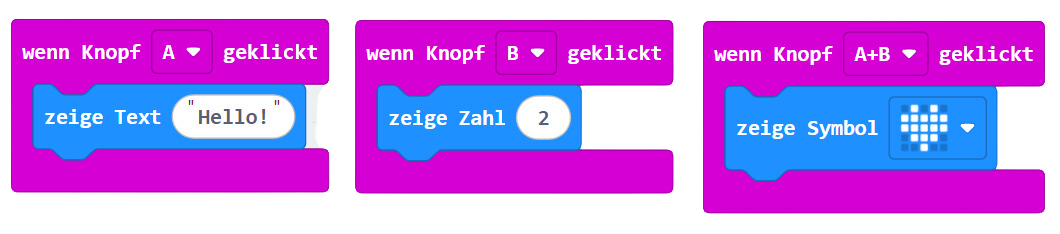 wenn Knopf A geklickt
zeige Text "Hello!"
wenn Knopf B geklickt
zeige Zahl 2
wenn Knopf A+B geklickt
zeige Symbol